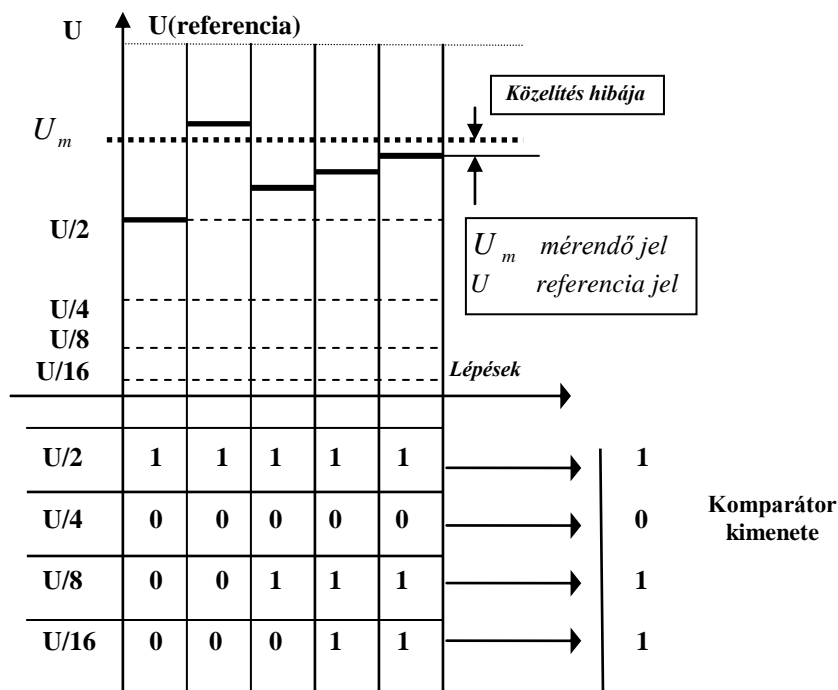 U U(referencia)
Közelítés hibája
U m
U/2
U m mérendő jel
U referencia jel
U/4
U/8
U/16
Lépések
U/2 1 1 1 1 1 1
U/4 0 0 0 0 0 0
Komparátor
kimenete
U/8 0 0 1 1 1 1
U/16 0 0 0 1 1 1